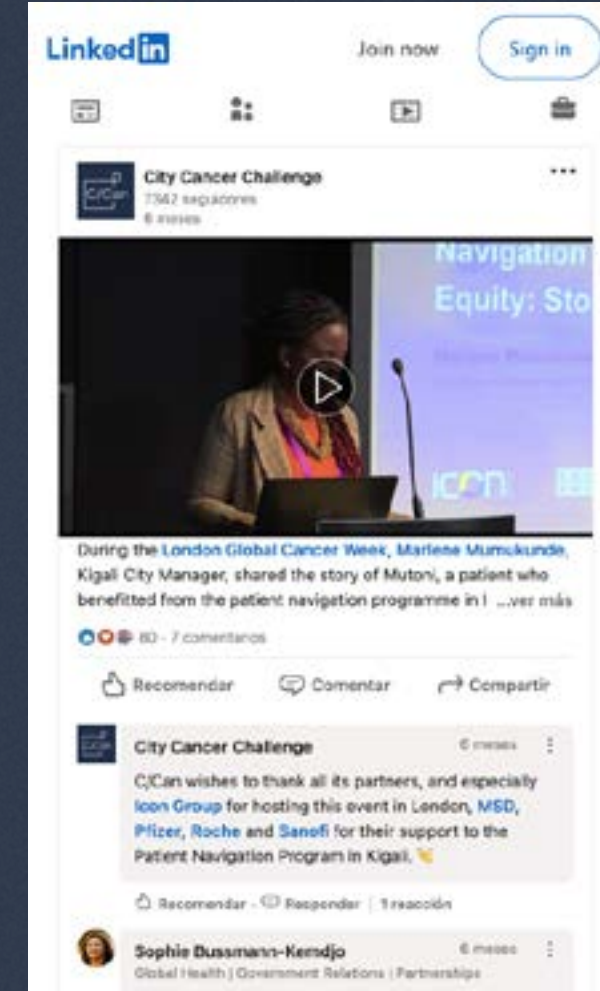 Linked in
Join now
Sign in
City Cancer Challenge
7342 seguidores
6 meses
C/Can
Navigation
Equity: Sto
icon
During the London Global Cancer Week, Marlene Mumukunde,
Kigali City Manager, shared the story of Mutoni, a patient who
benefitted from the patient navigation programme in l ...ver más
80 - 7 comentarios
Recomendar
Comentar
Compartir
City Cancer Challenge
6 meses
C/Can wishes to thank all its partners, and especially
Icon Group for hosting this event in London, MSD,
Pfizer, Roche and Sanofi for their support to the
Patient Navigation Program in Kigali.
Recomendar - Responder | 1 reacción
Sophie Bussmann-Kemdjo
6 meses
Global Health | Government Relations | Partnerships